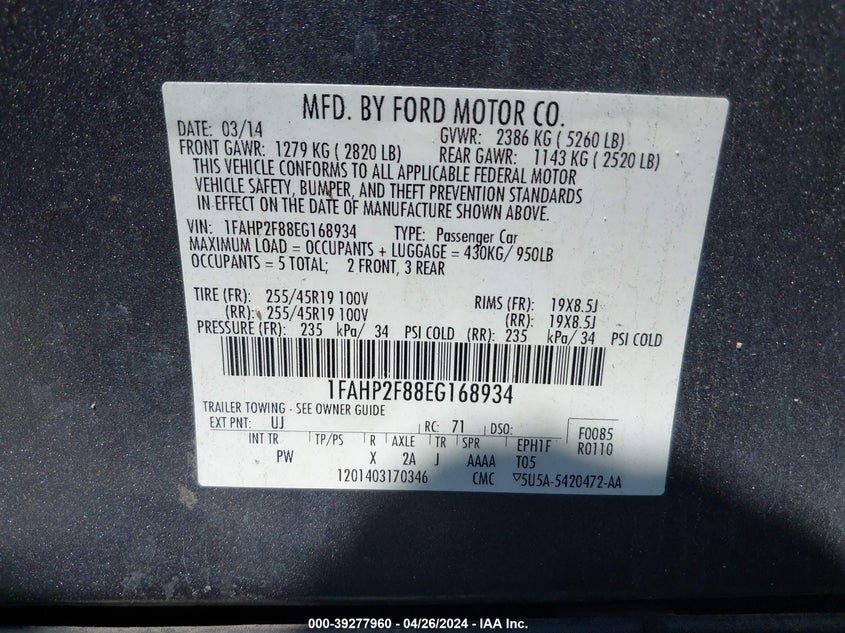 MFD. BY FORD MOTOR CO.
DATE: 03/14 GVWR: 2386 KG ( 5260 LB)
FRONT GAWR: 1279 KG ( 2820 LB) REAR GAWR: 1143 KG ( 2520 LB)
THIS VEHICLE CONFORMS TO ALL APPLICABLE FEDERAL MOTOR
VEHICLE SAFETY, BUMPER, AND THEFT PREVENTION STANDARDS
IN EFFECT ON THE DATE OF MANUFACTURE SHOWN ABOVE.
VIN: 1FAHP2F88EG168934 TYPE: Passenger Car
MAXIMUM LOAD = OCCUPANTS + LUGGAGE = 430KG/ 950LB
OCCUPANTS = 5 TOTAL; 2 FRONT, 3 REAR
TIRE (FR): 255/45R19 100V RIMS (FR): 19X8.5J
(RR): 255/45R19 100V (RR): 19X8.5J
PRESSURE (FR): 235 kPa/ 34 PSI COLD (RR): 235 kPa/ 34 PSI COLD
1FAHP2F88EG168934
TRAILER TOWING - SEE OWNER GUIDE
EXT PNT: UJ RC: 71 DSO: F0085
INT TR TP/PS R AXLE TR SPR EPH1F R0110
PW X 2A J AAAA T05
1201403170346 CMC ▽5U5A-5420472-AA
000-39277960 - 04/26/2024 - IAA Inc.